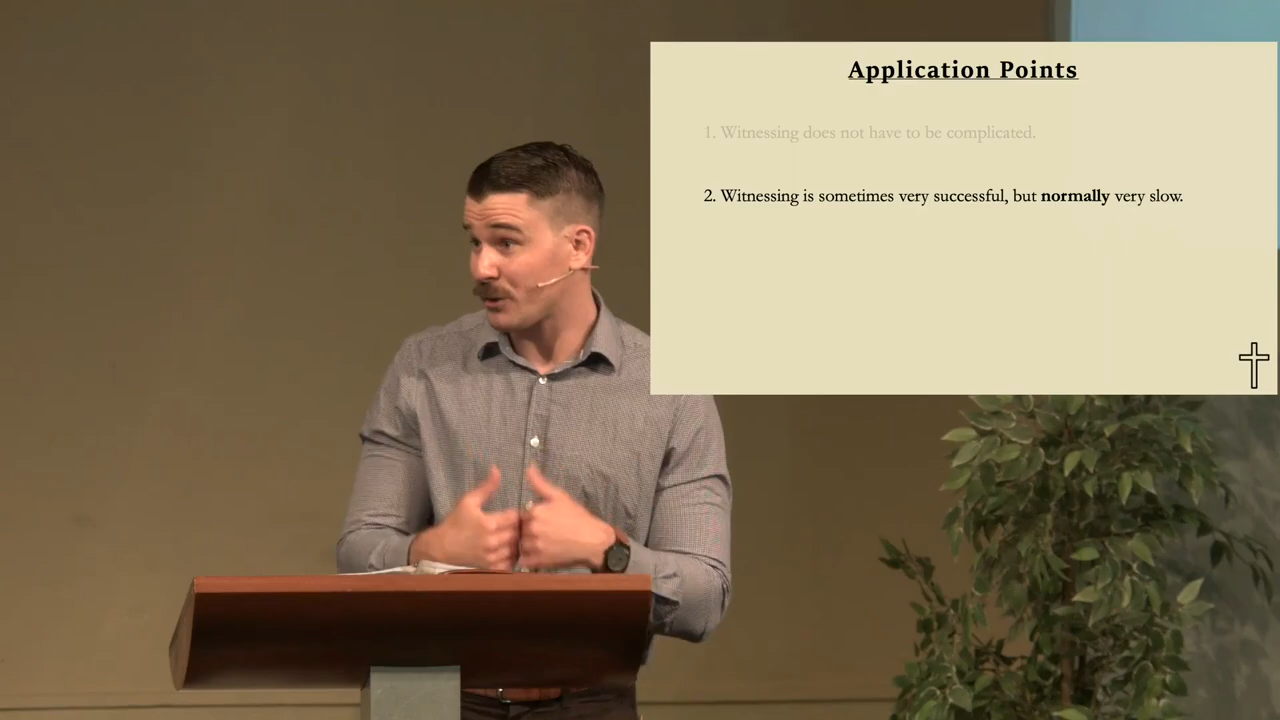 Application Points
1. Witnessing does not have to be complicated.
2. Witnessing is sometimes very successful, but normally very slow.